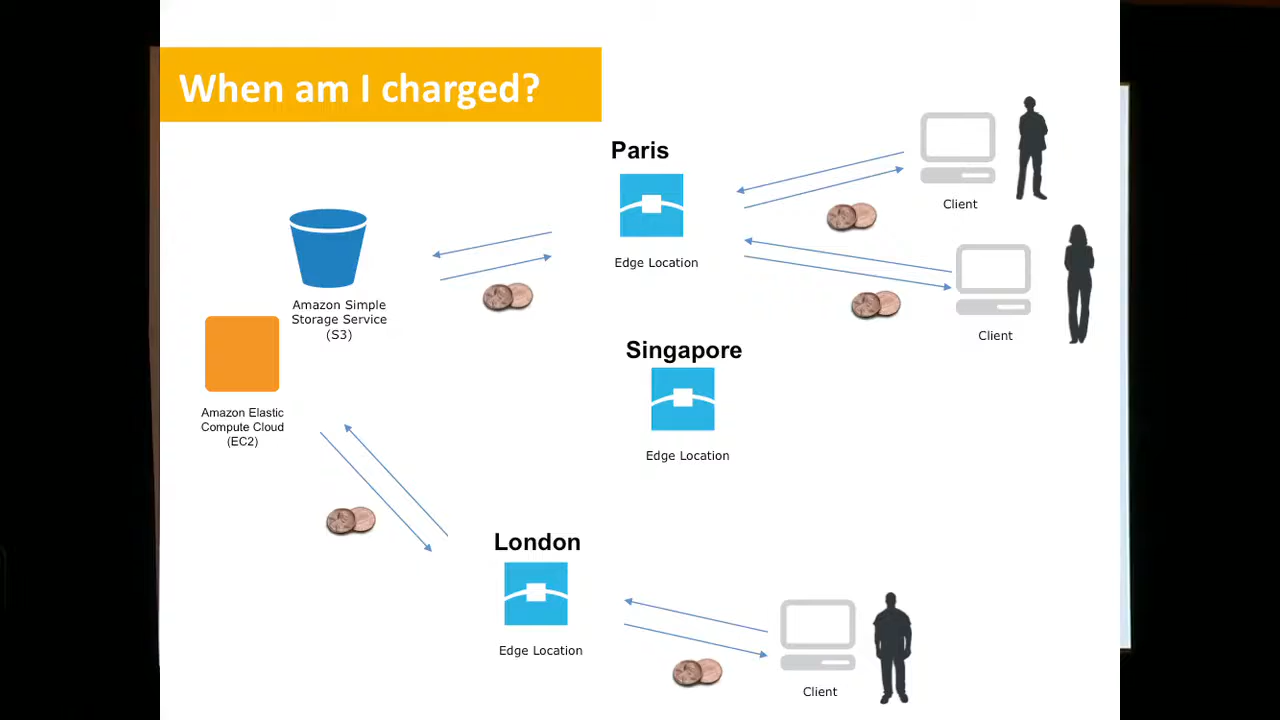 When am I charged?
Paris
Edge Location
Client
Client
Amazon Simple
Storage Service
(S3)
Amazon Elastic
Compute Cloud
(EC2)
Singapore
Edge Location
London
Edge Location
Client